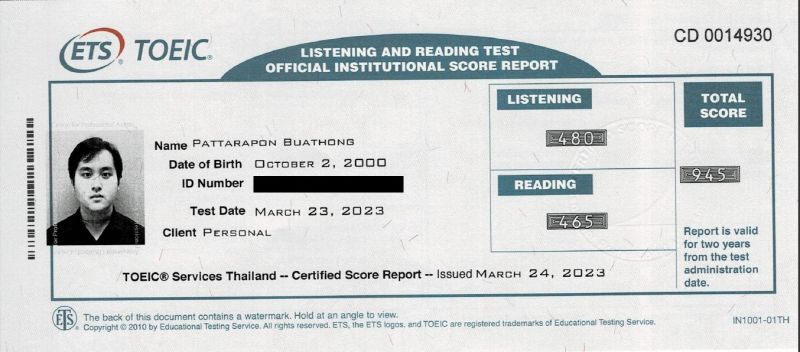 ETS® TOEIC®
LISTENING AND READING TEST
OFFICIAL INSTITUTIONAL SCORE REPORT
CD 0014930
Name PATTARAPON BUATHONG
Date of Birth OCTOBER 2, 2000
ID Number
Test Date MARCH 23, 2023
Client PERSONAL
LISTENING
480
READING
465
TOTAL
SCORE
945
Report is valid
for two years
from the test
administration
date.
TOEIC® Services Thailand -- Certified Score Report -- Issued MARCH 24, 2023
ETS® The back of this document contains a watermark. Hold at an angle to view.
Copyright © 2010 by Educational Testing Service. All rights reserved. ETS, the ETS logos, and TOEIC are registered trademarks of Educational Testing Service.
IN1001-01TH